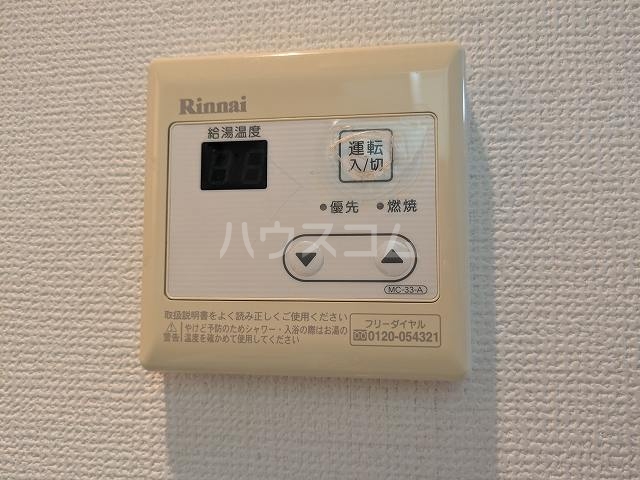 Rinnai
給湯温度
運転
入/切
優先 燃焼
ハウスコム
MC-33-A
取扱説明書をよく読み正しくご使用ください
警告 やけど予防のためシャワー・入浴の際はお湯の
温度を確かめて使用してください
フリーダイヤル
0120-054321